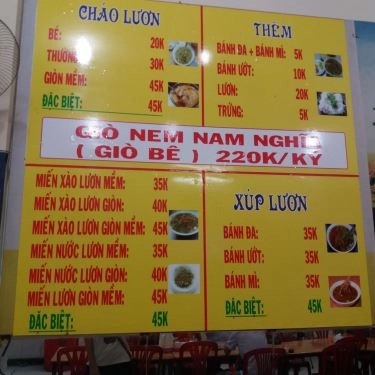 CHÁO LƯƠN
BÉ: 20K
THƯỜNG: 30K
GIÒN MỀM: 45K
ĐẶC BIỆT: 45K
THÊM
BÁNH ĐA + BÁNH MÌ: 5K
BÁNH ƯỚT: 10K
LƯƠN: 20K
TRỨNG: 5K
GIÒ NEM NAM NGHĨA
( GIÒ BÊ ) 220K/KÝ
MIẾN XÀO LƯƠN MỀM: 35K
MIẾN XÀO LƯƠN GIÒN: 40K
MIẾN XÀO LƯƠN GIÒN MỀM: 45K
MIẾN NƯỚC LƯƠN MỀM: 35K
MIẾN NƯỚC LƯƠN GIÒN: 40K
MIẾN LƯƠN GIÒN MỀM: 45K
ĐẶC BIỆT: 45K
XÚP LƯƠN
BÁNH ĐA: 35K
BÁNH ƯỚT: 35K
BÁNH MÌ: 35K
ĐẶC BIỆT: 45K